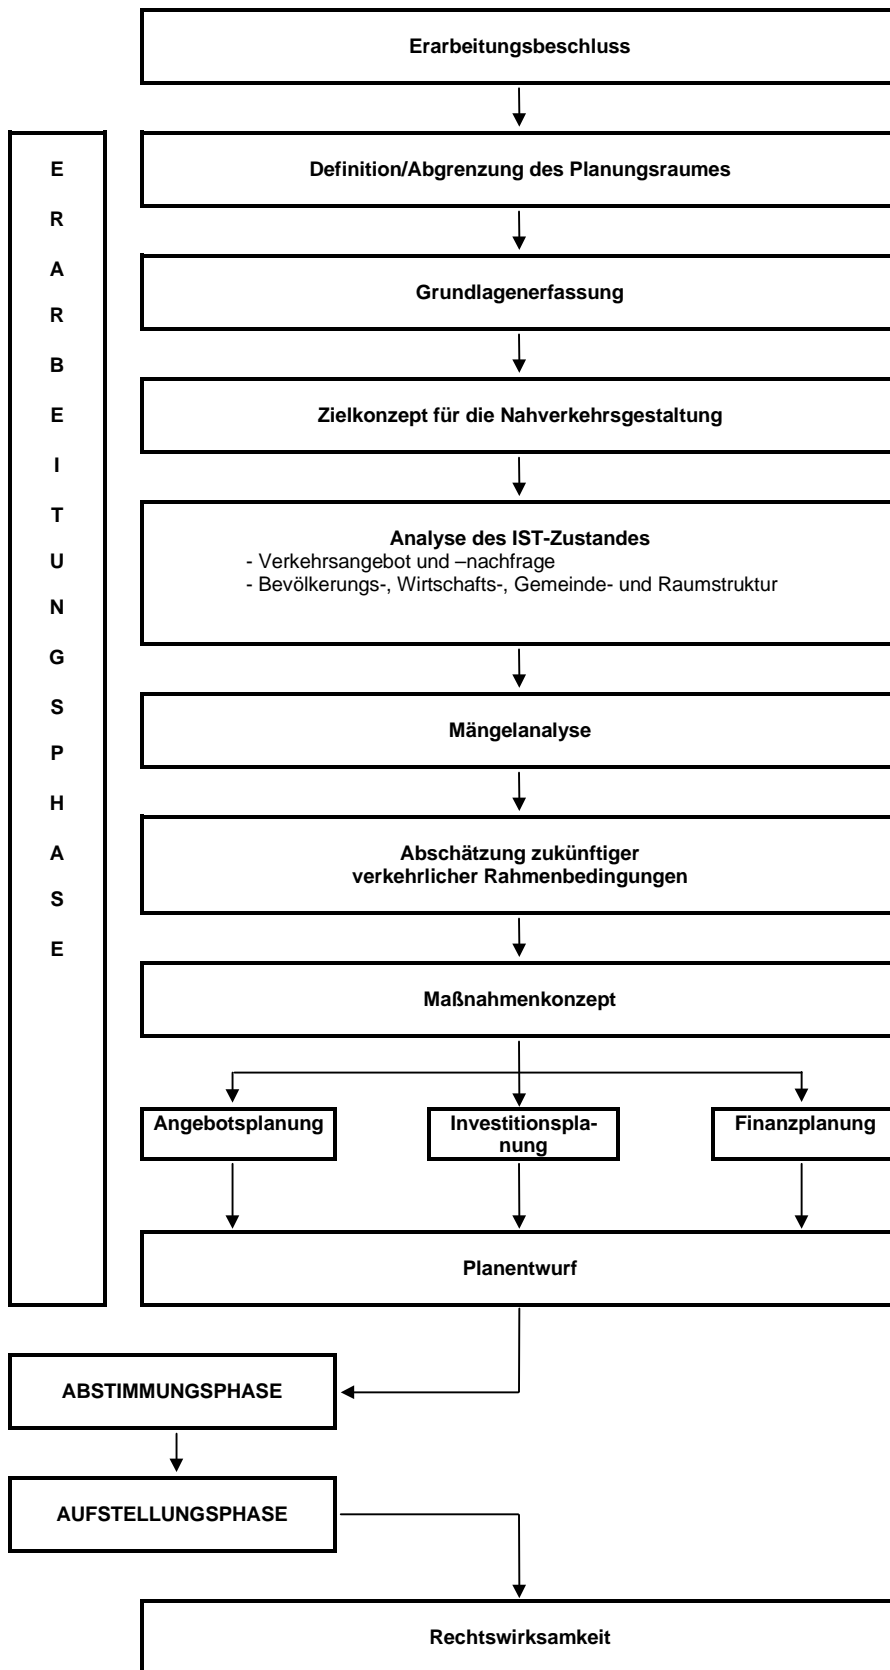 Erarbeitungsbeschluss
E
R
A
R
B
E
I
T
U
N
G
S
P
H
A
S
E
Definition/Abgrenzung des Planungsraumes
Grundlagenerfassung
Zielkonzept für die Nahverkehrsgestaltung
Analyse des IST-Zustandes
- Verkehrsangebot und –nachfrage
- Bevölkerungs-, Wirtschafts-, Gemeinde- und Raumstruktur
Mängelanalyse
Abschätzung zukünftiger
verkehrlicher Rahmenbedingungen
Maßnahmenkonzept
Angebotsplanung
Investitionspla-
nung
Finanzplanung
Planentwurf
ABSTIMMUNGSPHASE
AUFSTELLUNGSPHASE
Rechtswirksamkeit